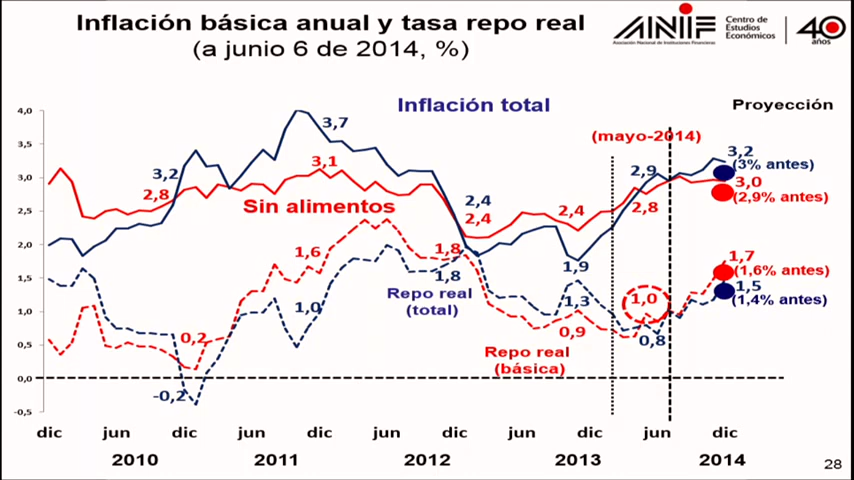 Inflación básica anual y tasa repo real
(a junio 6 de 2014, %)
ANIF
Asociación Nacional de Instituciones Financieras
Centro de
Estudios
Económicos
40
años
Inflación total
Proyección
(mayo-2014)
4,0
3,5
3,0
2,5
2,0
1,5
1,0
0,5
0,0
-0,5
3,7
3,2
3,1
2,8
Sin alimentos
2,4
2,4
2,4
2,9
2,8
3,2
(3% antes)
3,0
(2,9% antes)
1,6
1,8
1,8
1,9
1,0
1,3
0,9
1,0
0,8
0,2
-0,2
1,7
(1,6% antes)
1,5
(1,4% antes)
Repo real
(total)
Repo real
(básica)
dic jun dic jun dic jun dic jun dic jun dic
2010 2011 2012 2013 2014
28